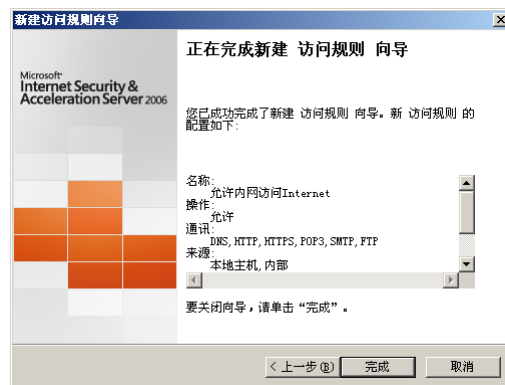 新建访问规则向导
正在完成新建 访问规则 向导
Microsoft
Internet Security &
Acceleration Server 2006
您已成功完成了新建 访问规则 向导。新 访问规则 的
配置如下:
名称:
允许内网访问Internet
操作:
允许
通讯:
DNS, HTTP, HTTPS, POP3, SMTP, FTP
来源:
本地主机, 内部
要关闭向导，请单击“完成”。
< 上一步(B)
完成
取消